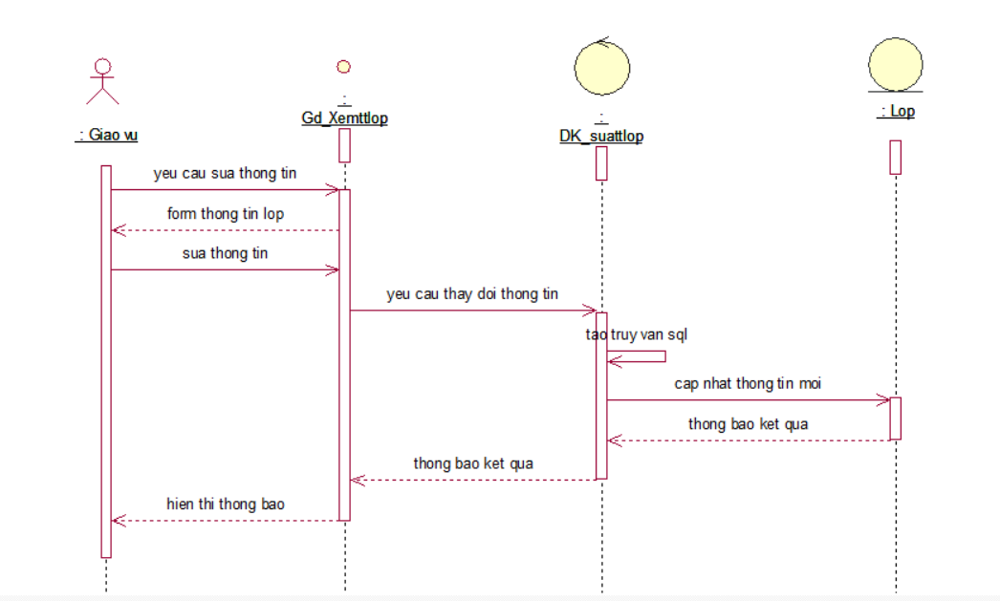 : Giao vu
:
Gd_Xemttlop
:
DK_suattlop
: Lop
yeu cau sua thong tin
form thong tin lop
sua thong tin
yeu cau thay doi thong tin
tao truy van sql
cap nhat thong tin moi
thong bao ket qua
thong bao ket qua
hien thi thong bao